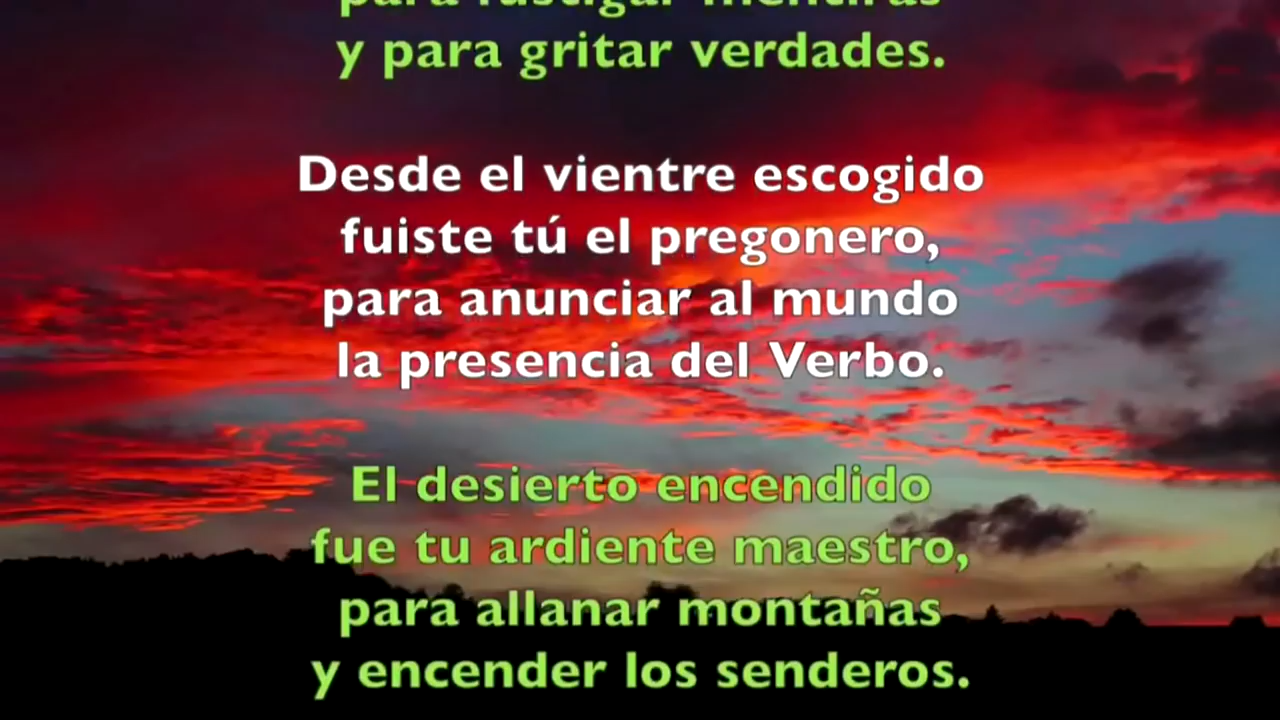 para fustigar mentiras
y para gritar verdades.
Desde el vientre escogido
fuiste tú el pregonero,
para anunciar al mundo
la presencia del Verbo.
El desierto encendido
fue tu ardiente maestro,
para allanar montañas
y encender los senderos.